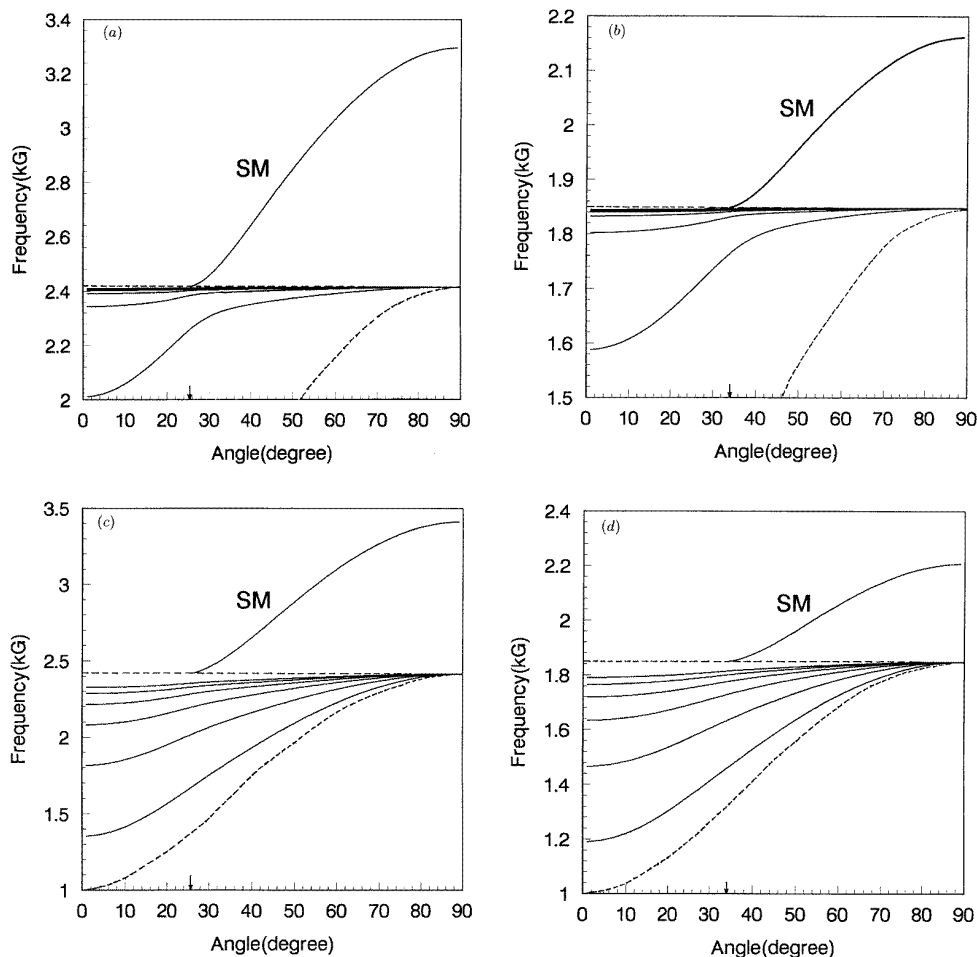 (a)
Frequency(kG)
3.4
3.2
3
2.8
2.6
2.4
2.2
2
SM
0 10 20 30 40 50 60 70 80 90
Angle(degree)
(b)
Frequency(kG)
2.2
2.1
2
1.9
1.8
1.7
1.6
1.5
SM
0 10 20 30 40 50 60 70 80 90
Angle(degree)
(c)
Frequency(kG)
3.5
3
2.5
2
1.5
1
SM
0 10 20 30 40 50 60 70 80 90
Angle(degree)
(d)
Frequency(kG)
2.4
2.2
2
1.8
1.6
1.4
1.2
1
SM
0 10 20 30 40 50 60 70 80 90
Angle(degree)